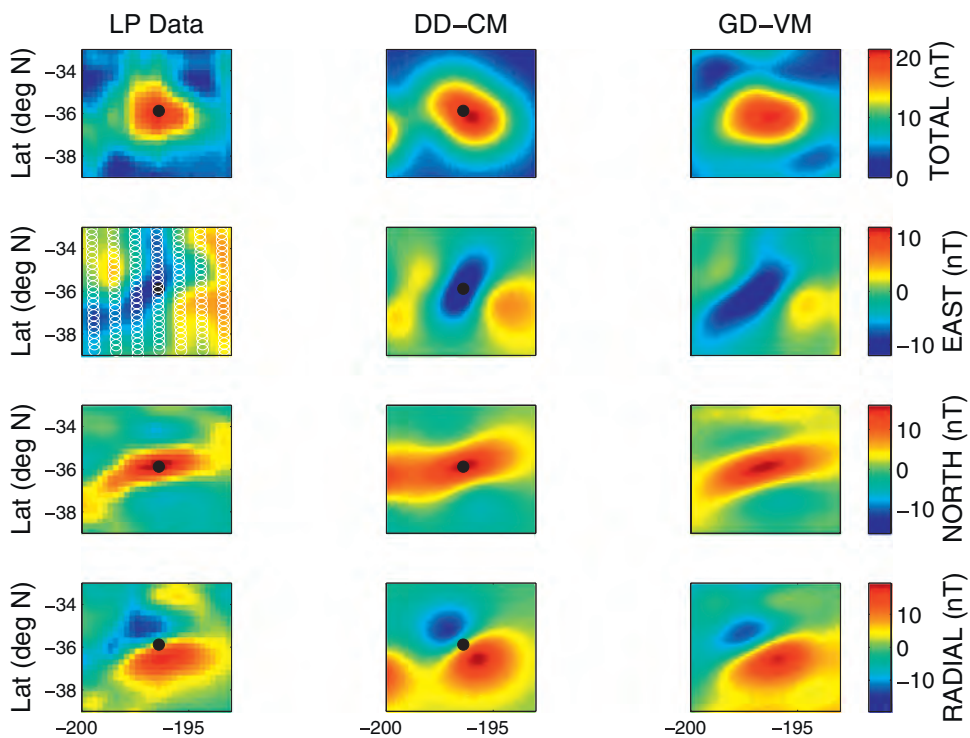 LP Data DD–CM GD–VM
Lat (deg N) −34 −36 −38 20 10 0 TOTAL (nT)
Lat (deg N) −34 −36 −38 10 0 −10 EAST (nT)
Lat (deg N) −34 −36 −38 10 0 −10 NORTH (nT)
Lat (deg N) −34 −36 −38 10 0 −10 RADIAL (nT)
−200 −195 −200 −195 −200 −195